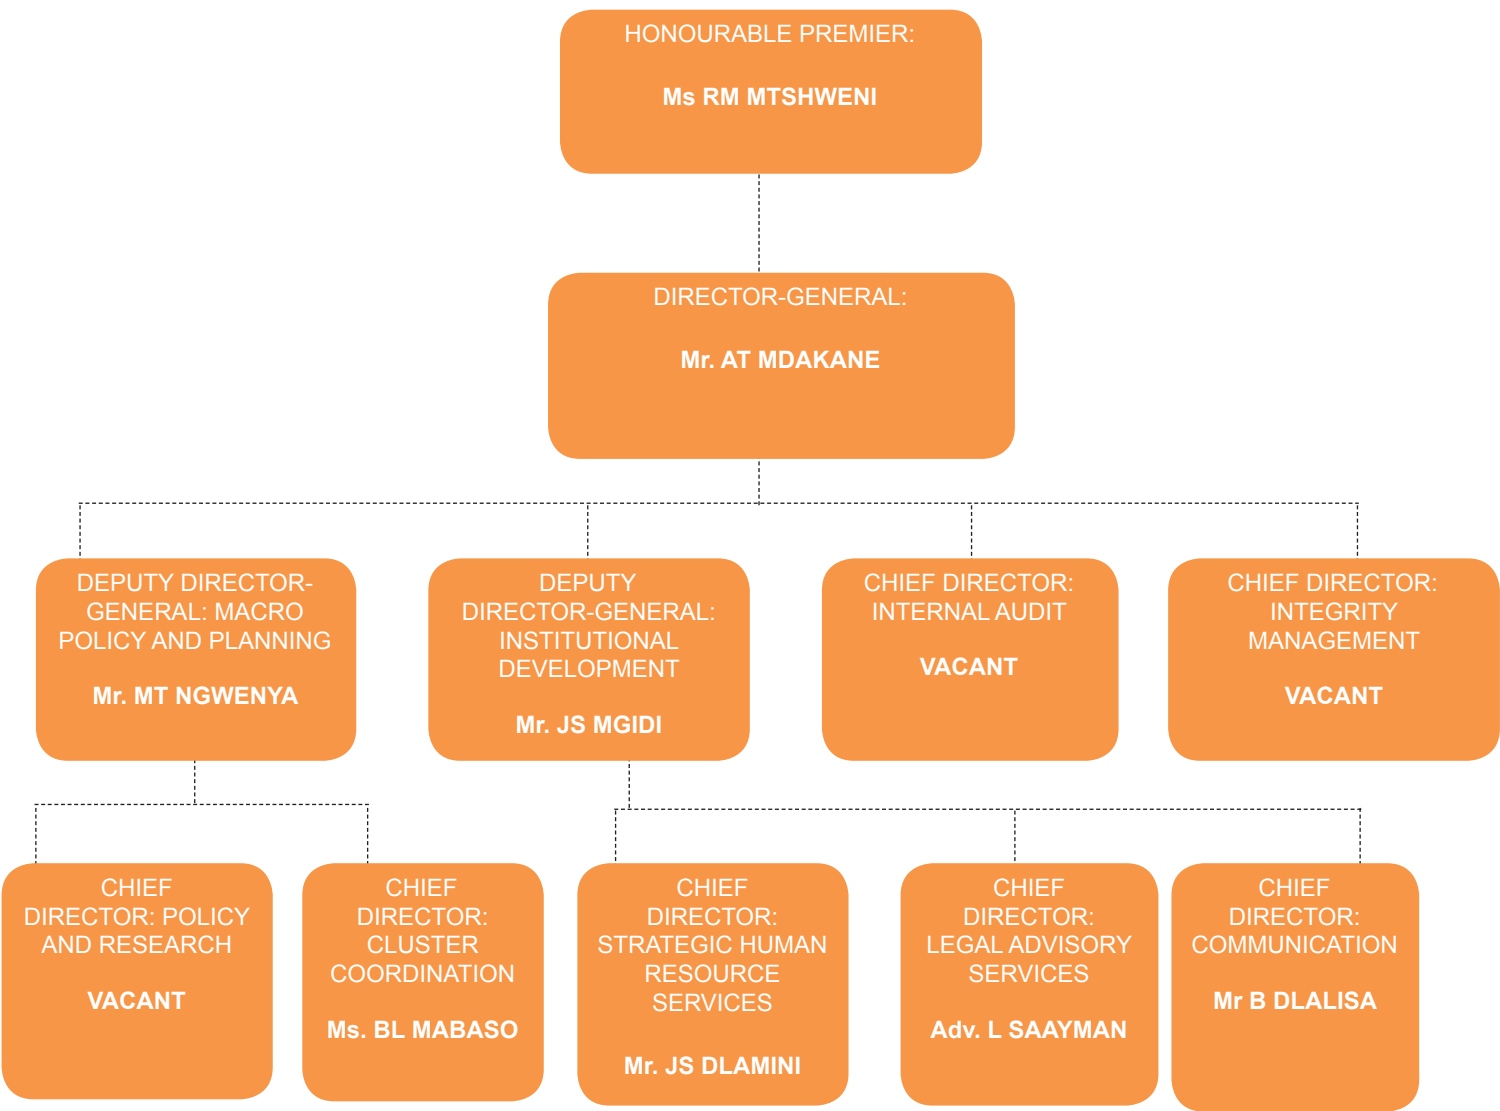 HONOURABLE PREMIER:
Ms RM MTSHWENI
DIRECTOR-GENERAL:
Mr. AT MDAKANE
DEPUTY DIRECTOR-
GENERAL: MACRO
POLICY AND PLANNING
Mr. MT NGWENYA
DEPUTY
DIRECTOR-GENERAL:
INSTITUTIONAL
DEVELOPMENT
Mr. JS MGIDI
CHIEF DIRECTOR:
INTERNAL AUDIT
VACANT
CHIEF DIRECTOR:
INTEGRITY
MANAGEMENT
VACANT
CHIEF
DIRECTOR: POLICY
AND RESEARCH
VACANT
CHIEF
DIRECTOR:
CLUSTER
COORDINATION
Ms. BL MABASO
CHIEF
DIRECTOR:
STRATEGIC HUMAN
RESOURCE
SERVICES
Mr. JS DLAMINI
CHIEF
DIRECTOR:
LEGAL ADVISORY
SERVICES
Adv. L SAAYMAN
CHIEF
DIRECTOR:
COMMUNICATION
Mr B DLALISA